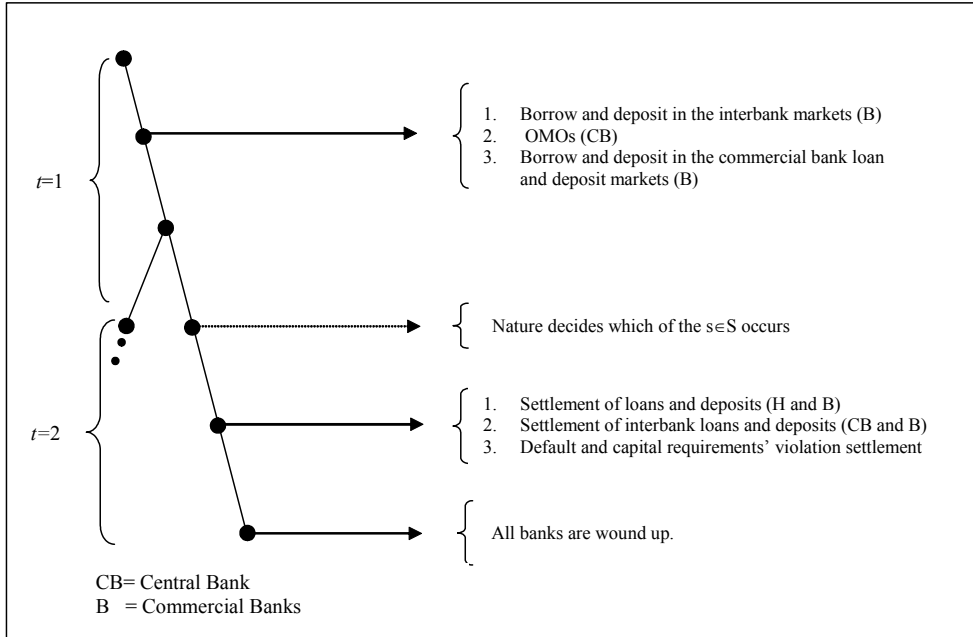 1. Borrow and deposit in the interbank markets (B)
2. OMOs (CB)
3. Borrow and deposit in the commercial bank loan
and deposit markets (B)
t=1
Nature decides which of the s∈S occurs
1. Settlement of loans and deposits (H and B)
2. Settlement of interbank loans and deposits (CB and B)
3. Default and capital requirements’ violation settlement
t=2
All banks are wound up.
CB= Central Bank
B = Commercial Banks